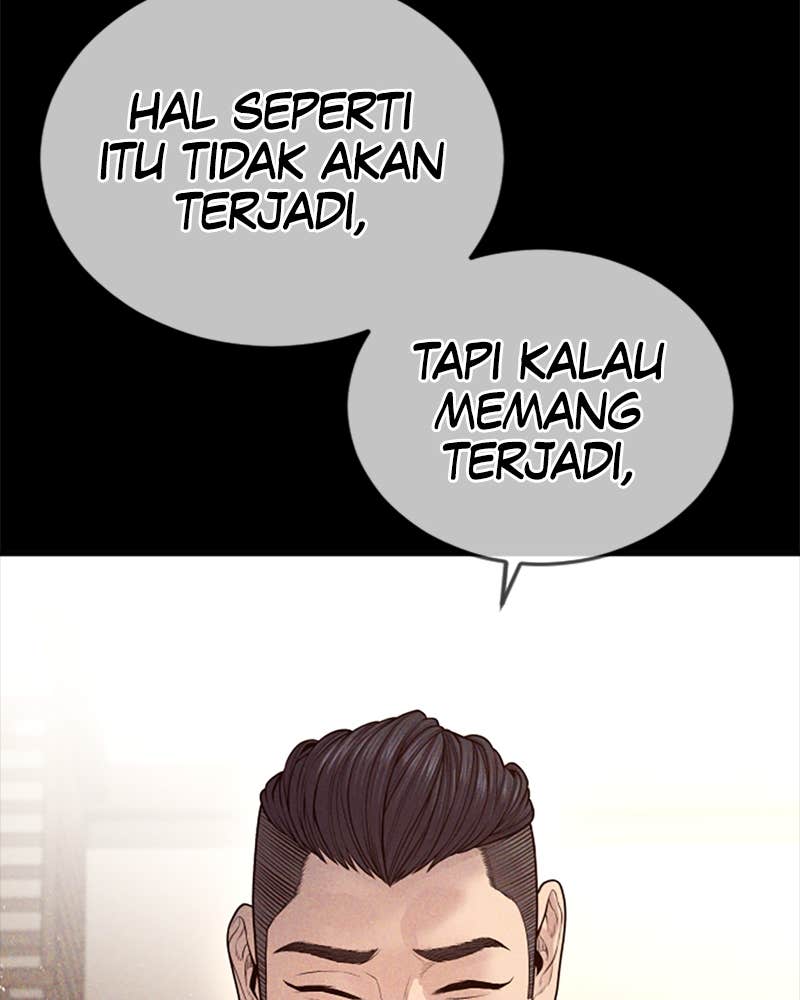 HAL SEPERTI
ITU TIDAK AKAN
TERJADI,
TAPI KALAU
MEMANG
TERJADI,